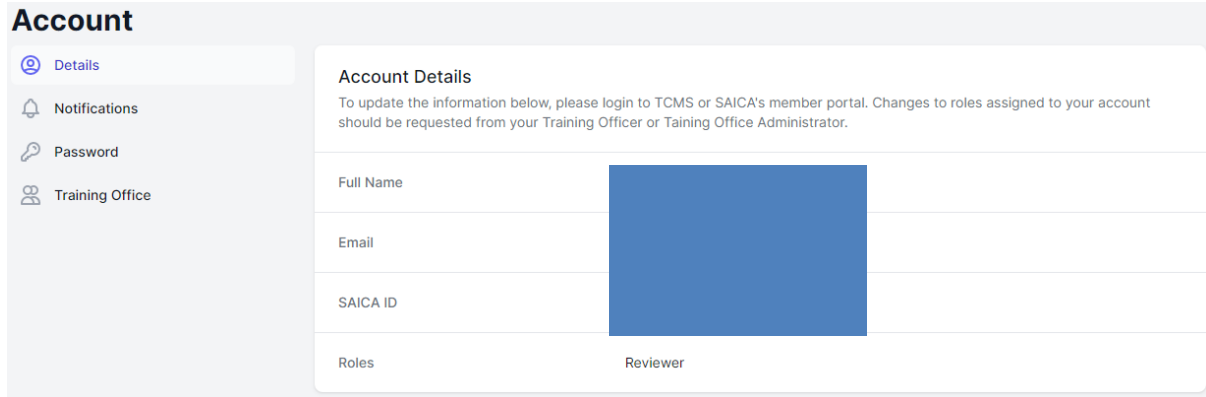 Account
Details
Notifications
Password
Training Office
Account Details
To update the information below, please login to TCMS or SAICA's member portal. Changes to roles assigned to your account
should be requested from your Training Officer or Taining Office Administrator.
Full Name
Email
SAICA ID
Roles Reviewer